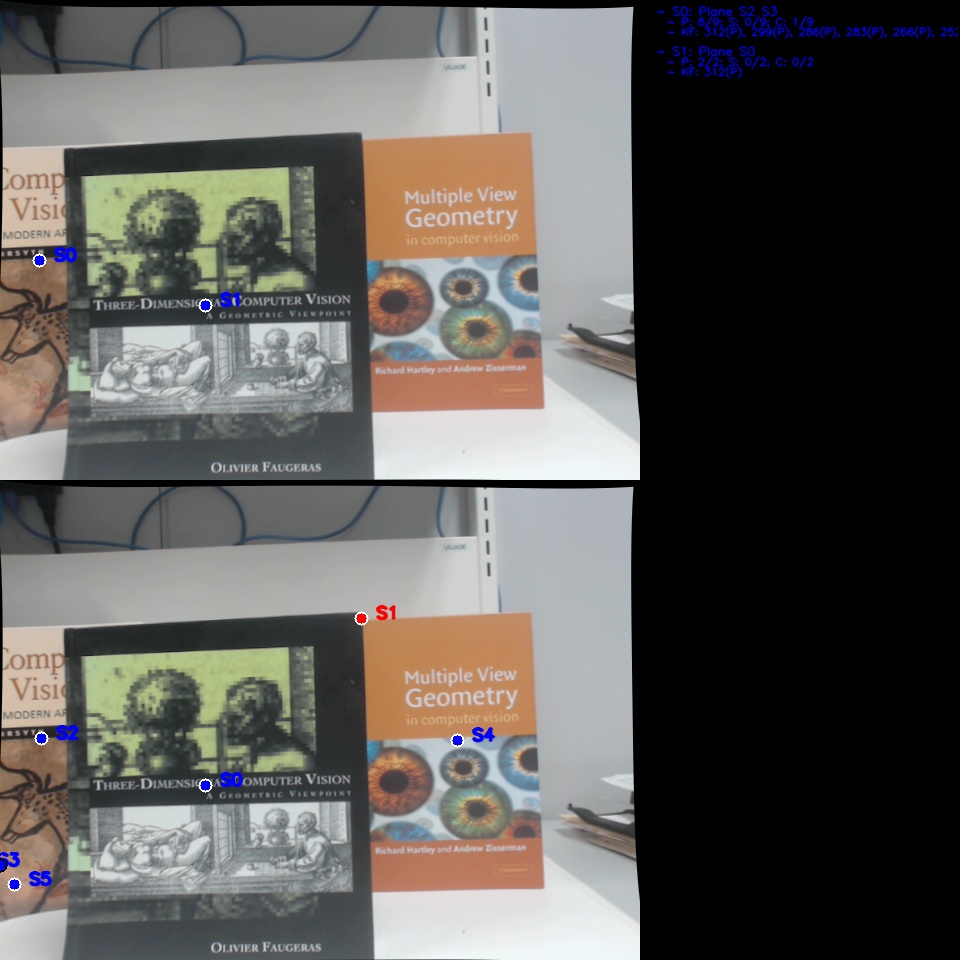 - S0: Plane S2 S3
- P: 8/9; S: 0/9; C: 1/9
- KF: 312(P), 299(P), 286(P), 283(P), 266(P),
- S1: Plane S0
- P: 2/2; S: 0/2; C: 0/2
- KF: 312(P)
Comp
Visio
MODERN AP
S0
THREE-DIMENSIONAL COMPUTER VISION
S1
A GEOMETRIC VIEWPOINT
OLIVIER FAUGERAS
Multiple View
Geometry
in computer vision
Richard Hartley and Andrew Zisserman
S1
Comp
Visio
MODERN AP
S2
THREE-DIMENSIONAL COMPUTER VISION
S0
A GEOMETRIC VIEWPOINT
S3
S5
OLIVIER FAUGERAS
Multiple View
Geometry
in computer vision
S4
Richard Hartley and Andrew Zisserman